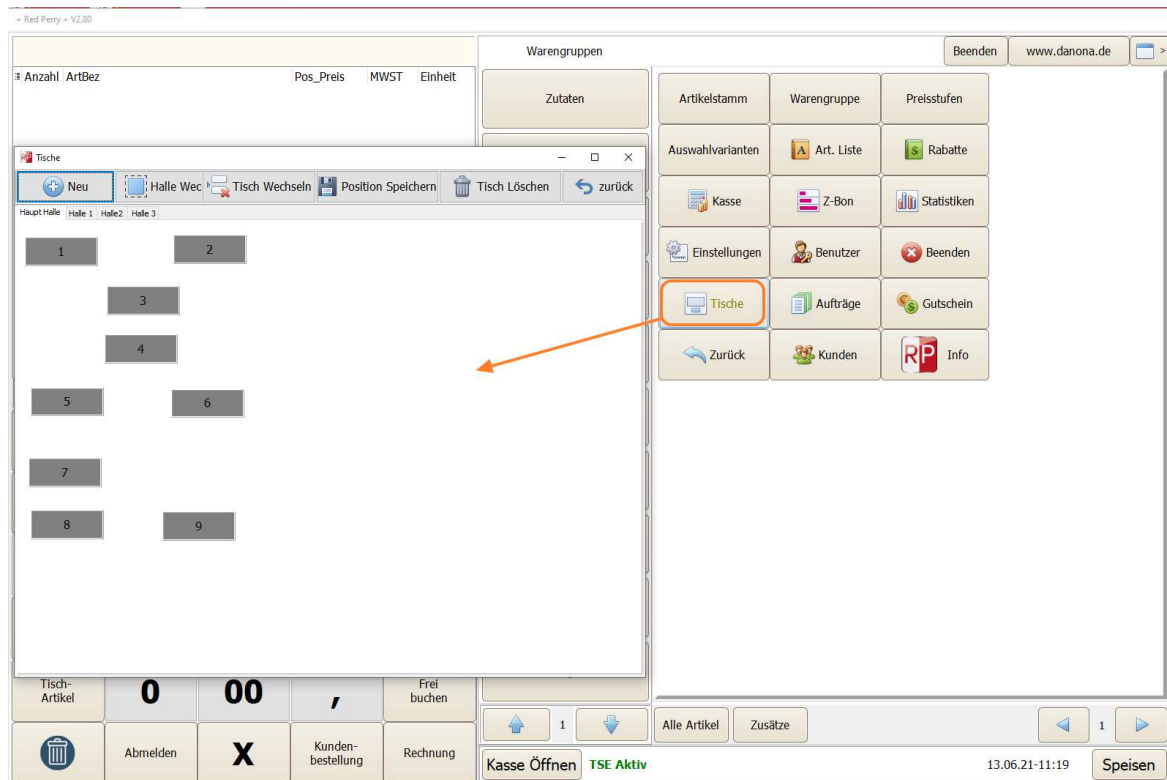 + Red Perry + V2.80
Warengruppen
Beenden
www.danona.de
>
Anzahl ArtBez Pos_Preis MWST Einheit
Zutaten
Artikelstamm Warengruppe Preisstufen
Auswahlvarianten Art. Liste Rabatte
Kasse Z-Bon Statistiken
Einstellungen Benutzer Beenden
Tische Aufträge Gutschein
Zurück Kunden Info
RP
Tische
Neu Halle Wec Tisch Wechseln Position Speichern Tisch Löschen zurück
Haupt Halle Halle 1 Halle2 Halle 3
1 2
3
4
5 6
7
8 9
Tisch-
Artikel
0 00 ,
Frei
buchen
Abmelden X
Kunden-
bestellung
Rechnung
1
Alle Artikel Zusätze
1
Kasse Öffnen TSE Aktiv
13.06.21-11:19 Speisen